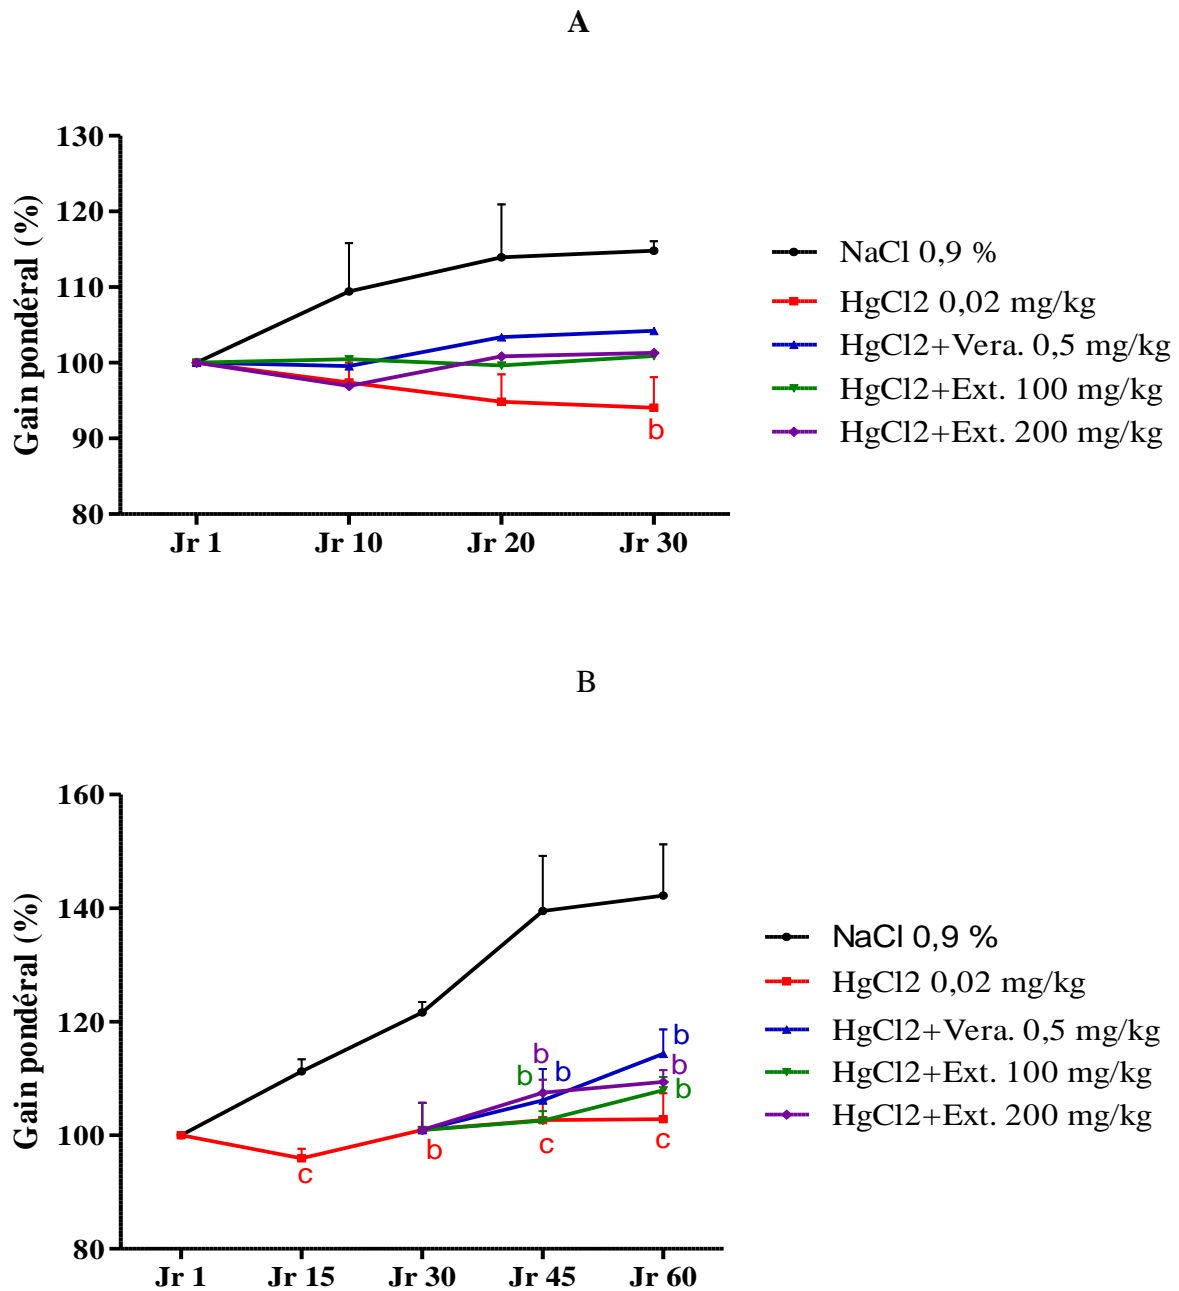 A
Gain pondéral (%)
130
120
110
100
90
80
b
Jr 1 Jr 10 Jr 20 Jr 30
NaCl 0,9 %
HgCl2 0,02 mg/kg
HgCl2+Vera. 0,5 mg/kg
HgCl2+Ext. 100 mg/kg
HgCl2+Ext. 200 mg/kg
B
Gain pondéral (%)
160
140
120
100
80
b
b
b b
b
b
c b c c
Jr 1 Jr 15 Jr 30 Jr 45 Jr 60
NaCl 0,9 %
HgCl2 0,02 mg/kg
HgCl2+Vera. 0,5 mg/kg
HgCl2+Ext. 100 mg/kg
HgCl2+Ext. 200 mg/kg